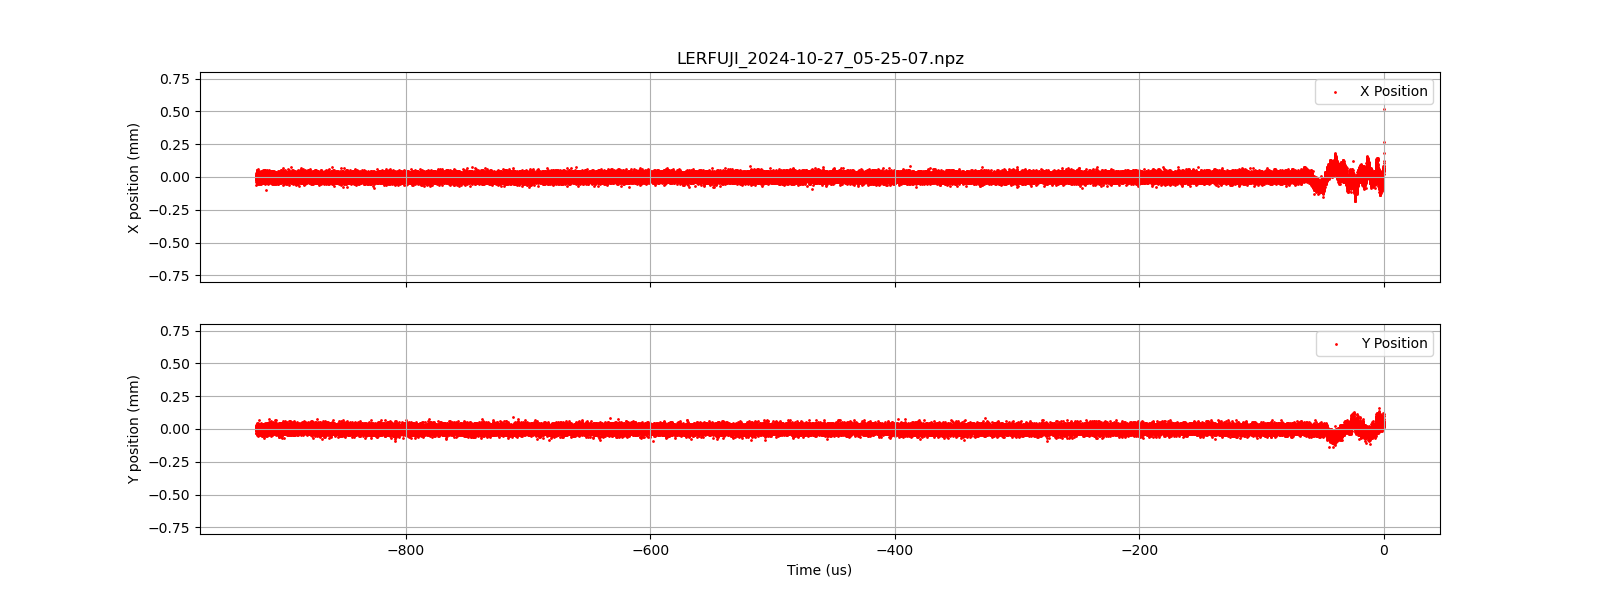 LERFUJI_2024-10-27_05-25-07.npz
0.75
0.50
0.25
0.00
−0.25
−0.50
−0.75
X position (mm)
X Position
0.75
0.50
0.25
0.00
−0.25
−0.50
−0.75
Y position (mm)
Y Position
−800 −600 −400 −200 0
Time (us)